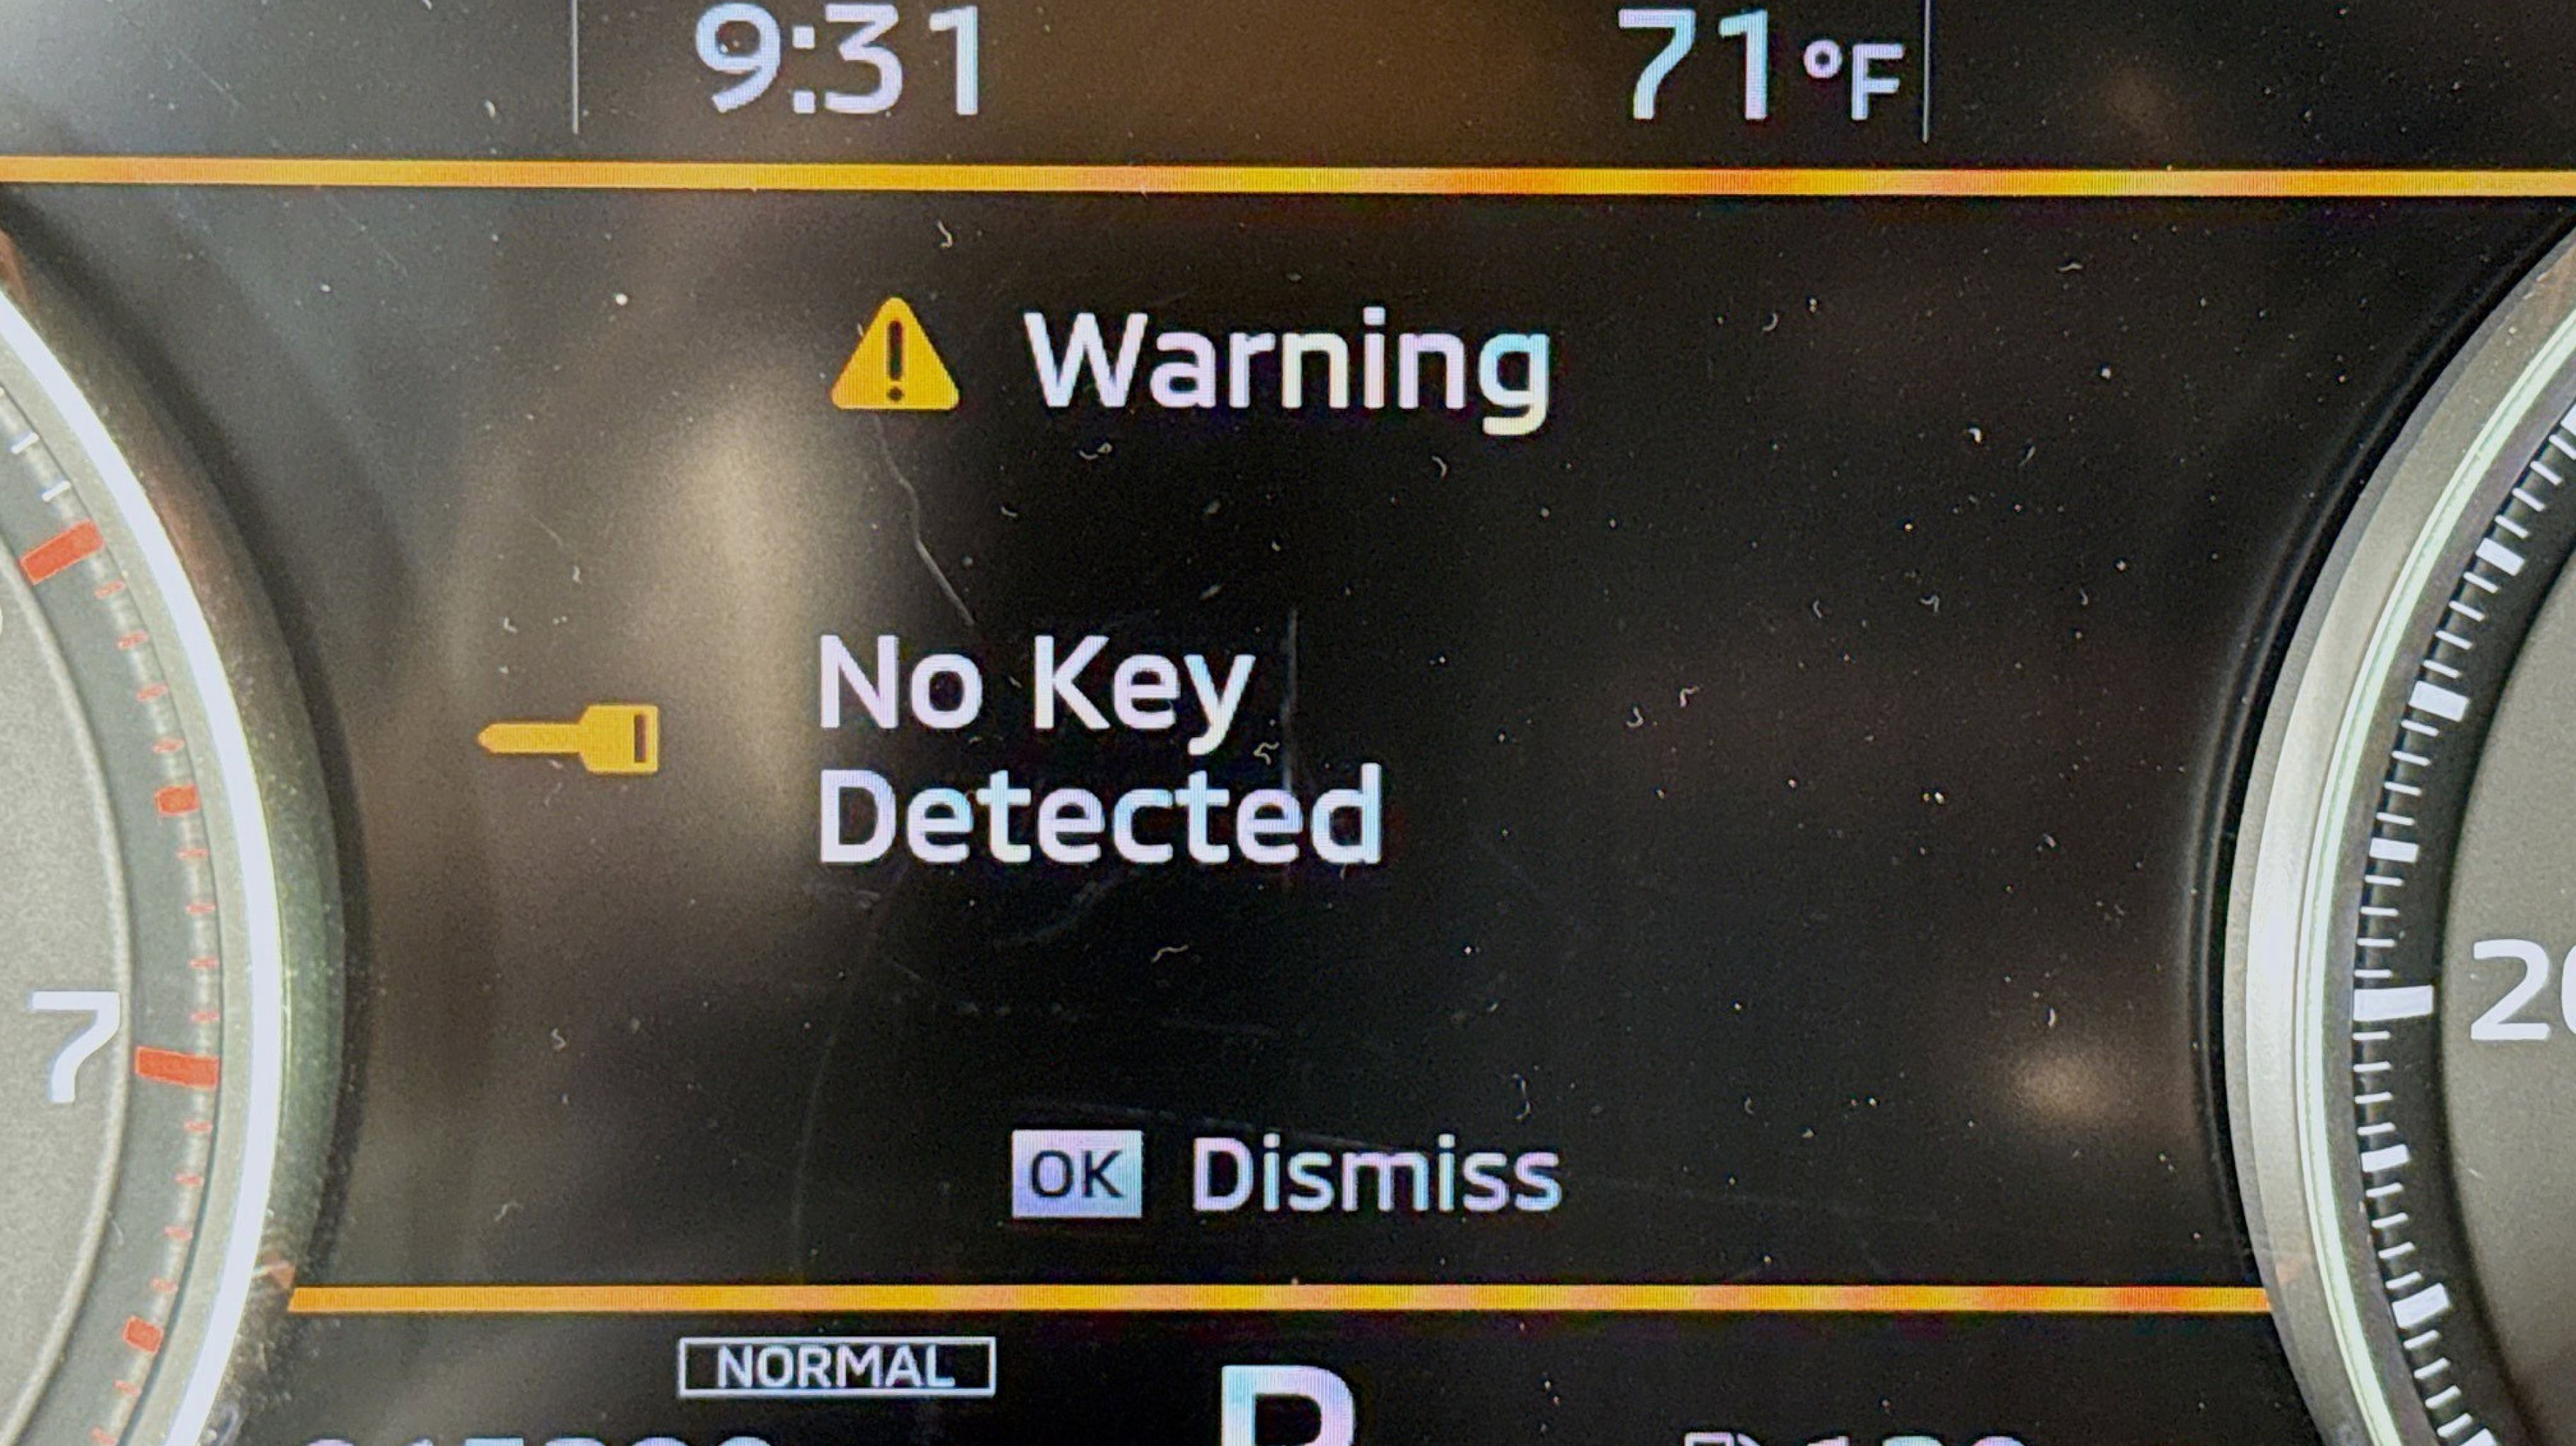 9:31 71°F
Warning
No Key
Detected
7
OK Dismiss
NORMAL